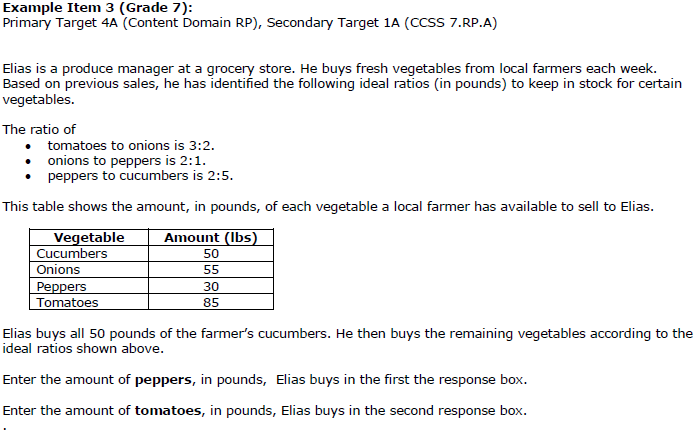 Example Item 3 (Grade 7):
Primary Target 4A (Content Domain RP), Secondary Target 1A (CCSS 7.RP.A)
Elias is a produce manager at a grocery store. He buys fresh vegetables from local farmers each week.
Based on previous sales, he has identified the following ideal ratios (in pounds) to keep in stock for certain
vegetables.
The ratio of
• tomatoes to onions is 3:2.
• onions to peppers is 2:1.
• peppers to cucumbers is 2:5.
This table shows the amount, in pounds, of each vegetable a local farmer has available to sell to Elias.
Vegetable Amount (lbs)
Cucumbers 50
Onions 55
Peppers 30
Tomatoes 85
Elias buys all 50 pounds of the farmer's cucumbers. He then buys the remaining vegetables according to the
ideal ratios shown above.
Enter the amount of peppers, in pounds, Elias buys in the first the response box.
Enter the amount of tomatoes, in pounds, Elias buys in the second response box.
.